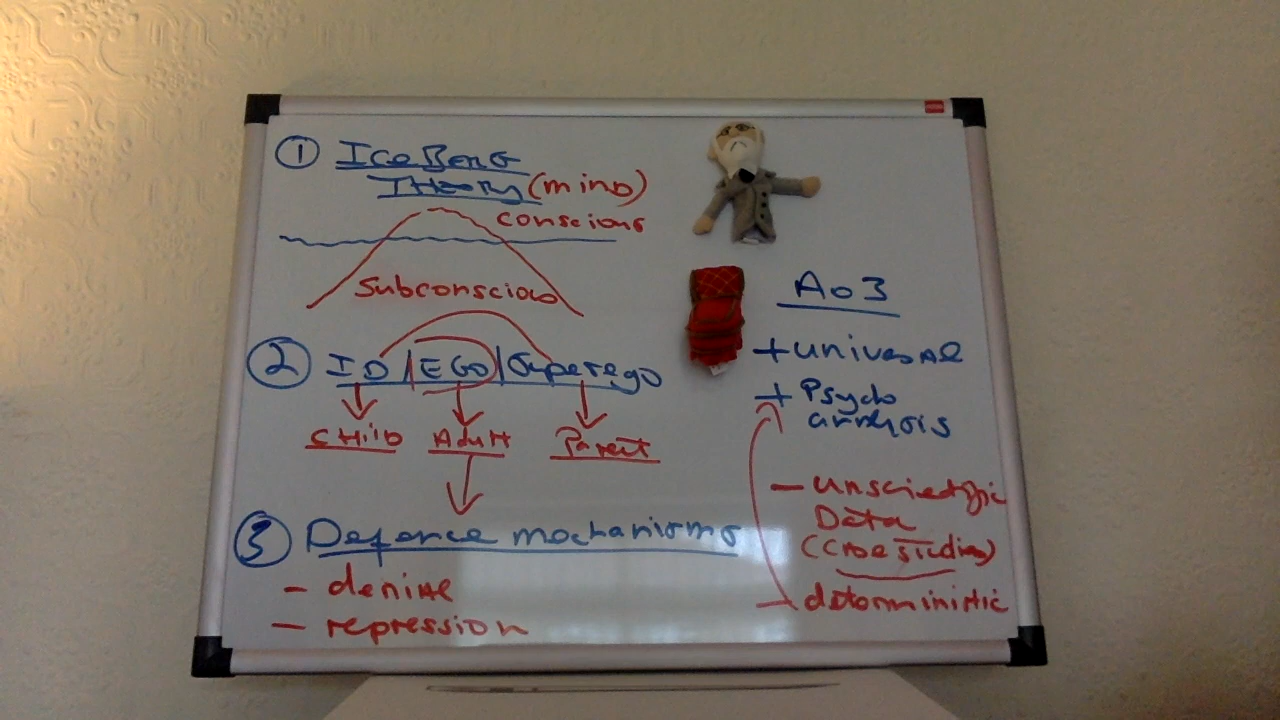 1 IceBerG
THeory (mind)
conscious
Subconscious
2 ID / EGO / Superego
CHilD Adult Parent
3 Defence mechanisms
- deniAl
- repression
Ao3
+ univesAl
+ Psycho
analysis
- unscientific
Data
(Case studies)
- deterministic